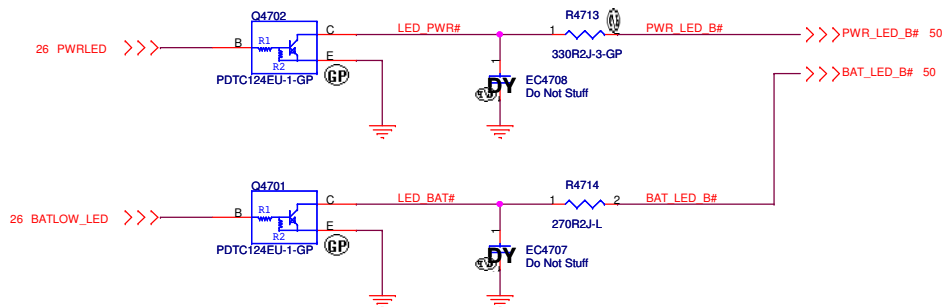 Q4702
R4713
26 PWRLED
B
R1
R2
C
E
LED_PWR#
1
PWR_LED_B#
PWR_LED_B# 50
330R2J-3-GP
PDTC124EU-1-GP
GP
1
DY
EC4708
Do Not Stuff
BAT_LED_B# 50
Q4701
R4714
26 BATLOW_LED
B
R1
R2
C
E
LED_BAT#
1
2
BAT_LED_B#
270R2J-L
PDTC124EU-1-GP
GP
1
DY
EC4707
Do Not Stuff